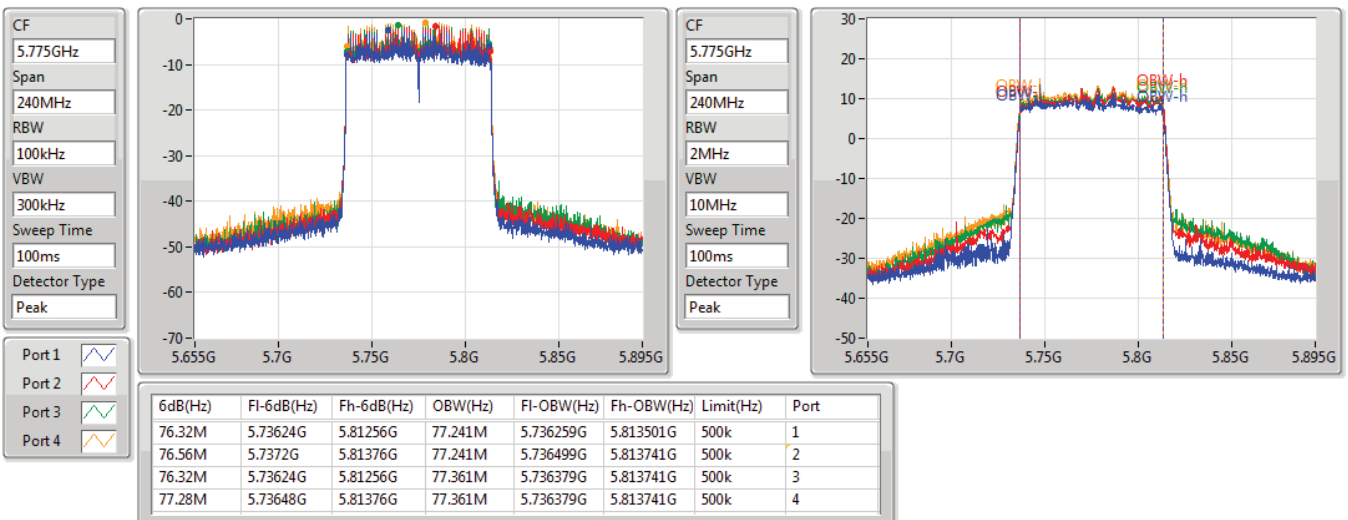 CF
5.775GHz
Span
240MHz
RBW
100kHz
VBW
300kHz
Sweep Time
100ms
Detector Type
Peak
0
-10
-20
-30
-40
-50
-60
-70
5.655G 5.7G 5.75G 5.8G 5.85G 5.895G
CF
5.775GHz
Span
240MHz
RBW
2MHz
VBW
10MHz
Sweep Time
100ms
Detector Type
Peak
30
20
10
0
-10
-20
-30
-40
-50
OBW-h
OBW-h
OBW-h
5.655G 5.7G 5.75G 5.8G 5.85G 5.895G
Port 1
Port 2
Port 3
Port 4
6dB(Hz) Fl-6dB(Hz) Fh-6dB(Hz) OBW(Hz) Fl-OBW(Hz) Fh-OBW(Hz) Limit(Hz) Port
76.32M 5.73624G 5.81256G 77.241M 5.736259G 5.813501G 500k 1
76.56M 5.7372G 5.81376G 77.241M 5.736499G 5.813741G 500k 2
76.32M 5.73624G 5.81256G 77.361M 5.736379G 5.813741G 500k 3
77.28M 5.73648G 5.81376G 77.361M 5.736379G 5.813741G 500k 4